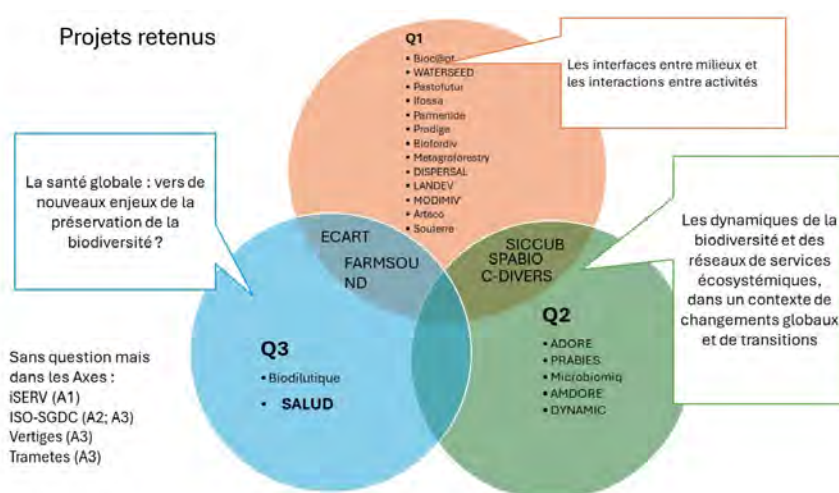 Projets retenus
Q1
• WATERSEED
• Pastofutur
• Ifossa
• Parmenide
• Prodige
• Biofordiv
• Metagroforestry
• DISPERSAL
• LANDEV
• MODIMIV
• Arteco
• Souterre
Les interfaces entre milieux et
les interactions entre activités
La santé globale : vers de
nouveaux enjeux de la
préservation de la
biodiversité ?
ECART
FARMSOU
ND
SICCUB
SPABIO
C-DIVERS
Les dynamiques de la
biodiversité et des
réseaux de services
écosystémiques,
dans un contexte de
changements globaux
et de transitions
Q3
• Biodilutique
• SALUD
Q2
• ADORE
• PRABIES
• Microbiomiq
• AMDORE
• DYNAMIC
Sans question mais
dans les Axes :
iSERV (A1)
ISO-SGDC (A2; A3)
Vertiges (A3)
Trametes (A3)